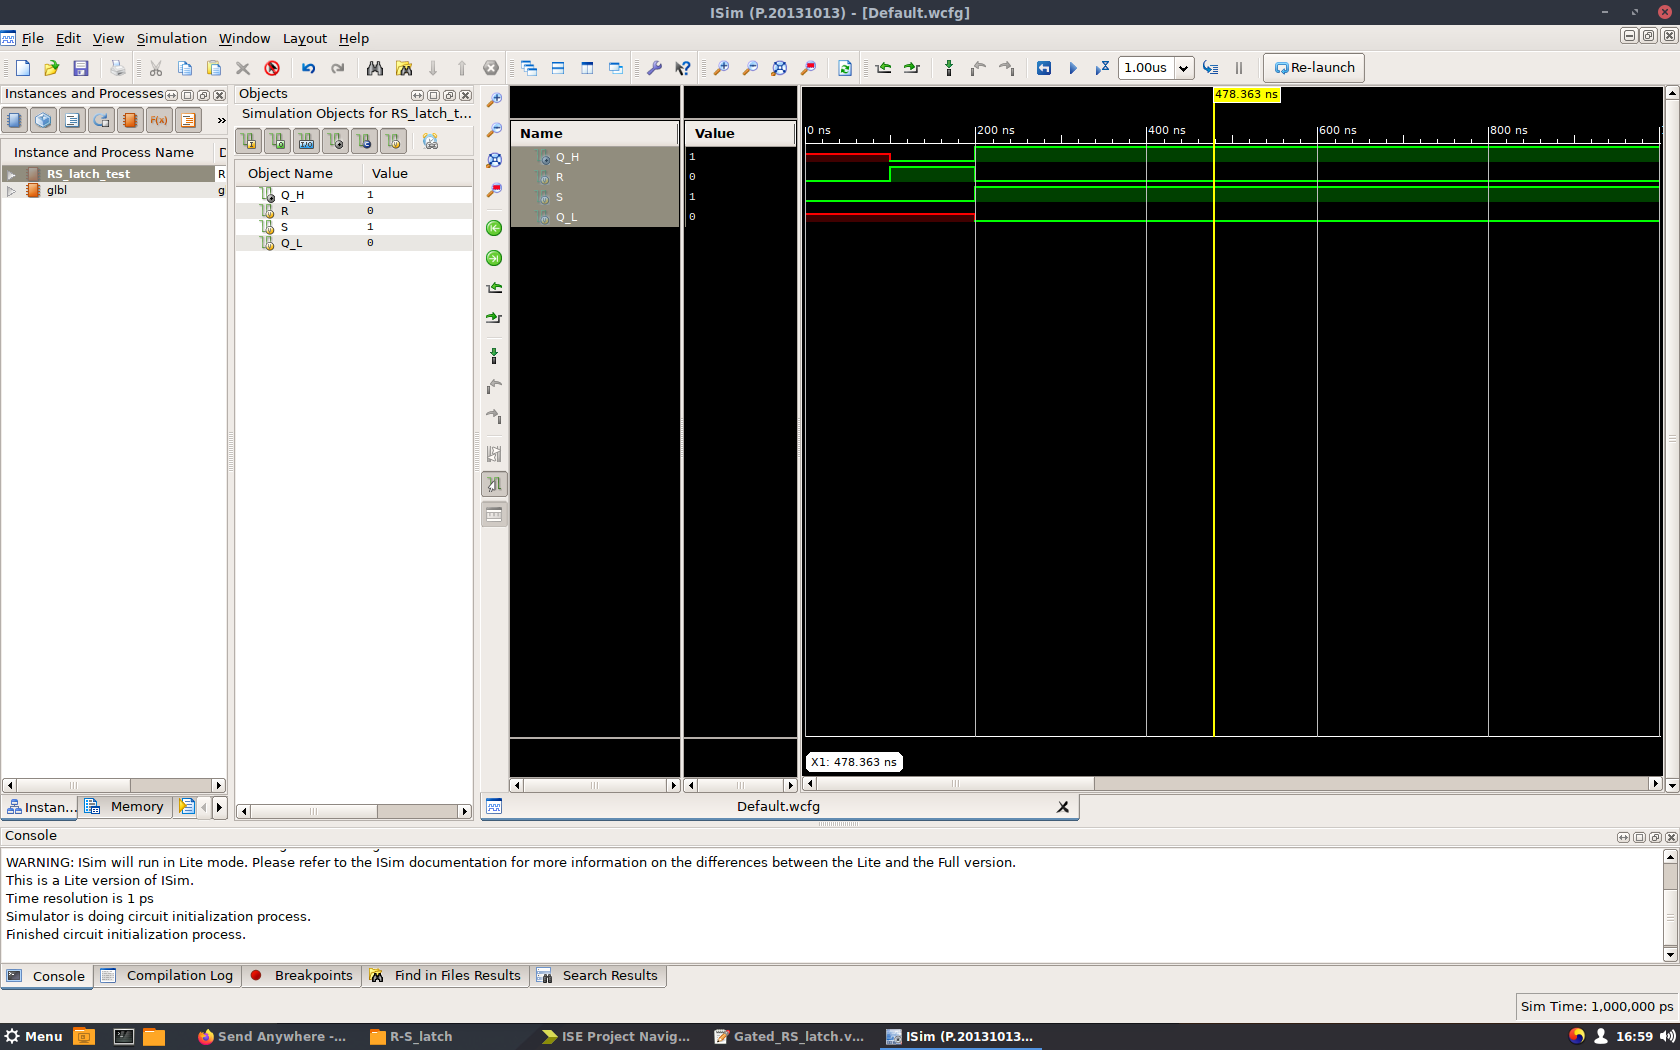 ISim (P.20131013) - [Default.wcfg]
File Edit View Simulation Window Layout Help
1.00us Re-launch
Instances and Processes
Instance and Process Name D
RS_latch_test R
glbl g
Instan... Memory
Objects
Simulation Objects for RS_latch_t...
Object Name Value
Q_H 1
R 0
S 1
Q_L 0
Name Value
Q_H 1
R 0
S 1
Q_L 0
478.363 ns
0 ns 200 ns 400 ns 600 ns 800 ns
X1: 478.363 ns
Default.wcfg
Console
WARNING: ISim will run in Lite mode. Please refer to the ISim documentation for more information on the differences between the Lite and the Full version.
This is a Lite version of ISim.
Time resolution is 1 ps
Simulator is doing circuit initialization process.
Finished circuit initialization process.
Console Compilation Log Breakpoints Find in Files Results Search Results
Sim Time: 1,000,000 ps
Menu Send Anywhere -... R-S_latch ISE Project Navig... Gated_RS_latch.v... ISim (P.20131013... 16:59